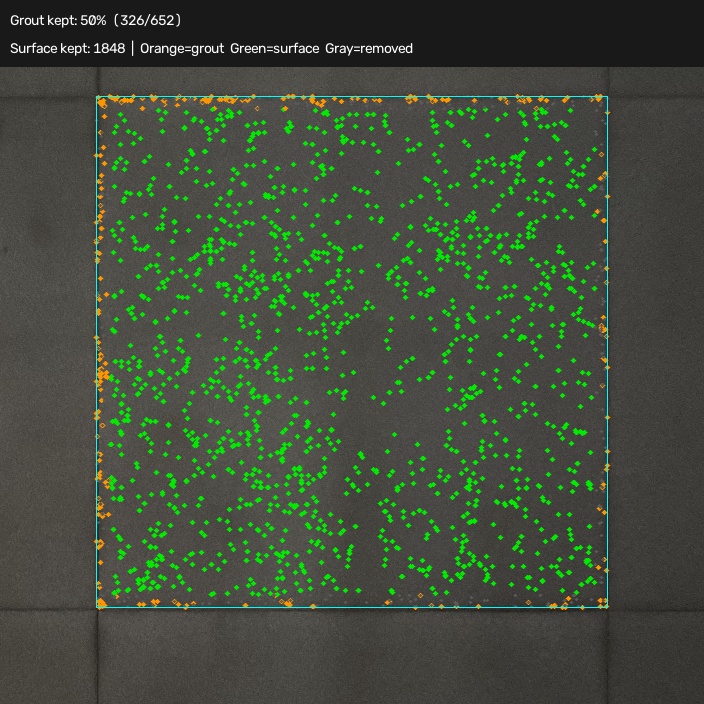 Grout kept: 50% (326/652)
Surface kept: 1848 | Orange=grout Green=surface Gray=removed